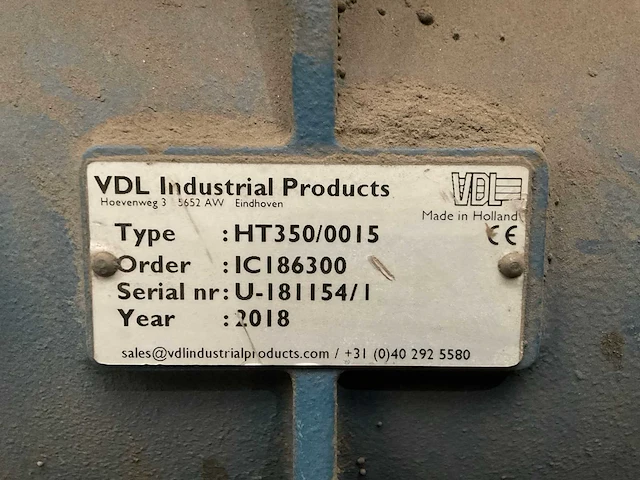 VDL Industrial Products
Hoevenweg 3 5652 AW Eindhoven
VDL
Made in Holland
CE
Type : HT350/0015
Order : IC186300
Serial nr : U-181154/1
Year : 2018
sales@vdlindustrialproducts.com / +31 (0)40 292 5580